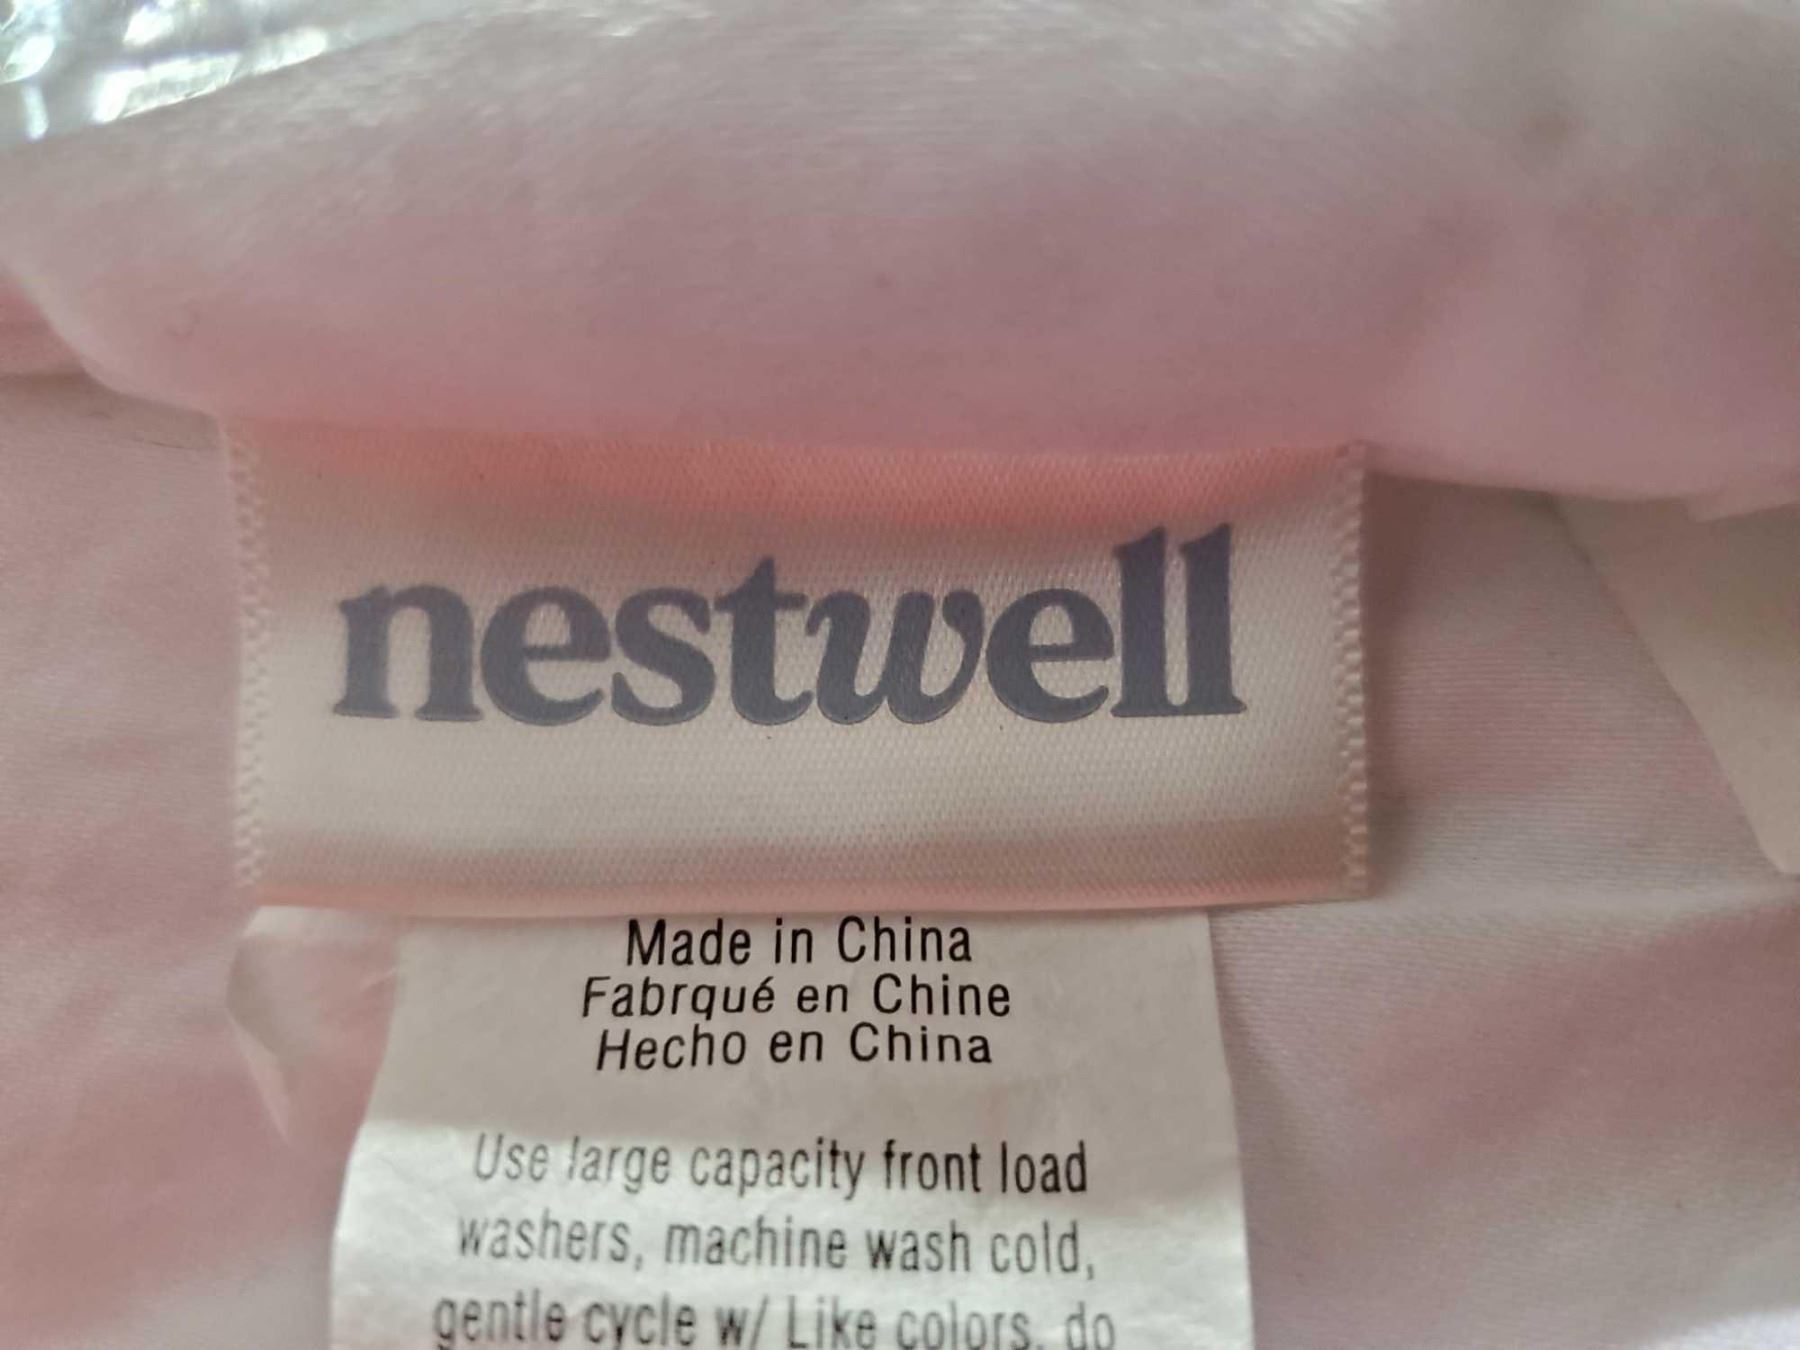 nestwell
Made in China
Fabrqué en Chine
Hecho en China
Use large capacity front load
washers, machine wash cold,
gentle cycle w/ Like colors, do